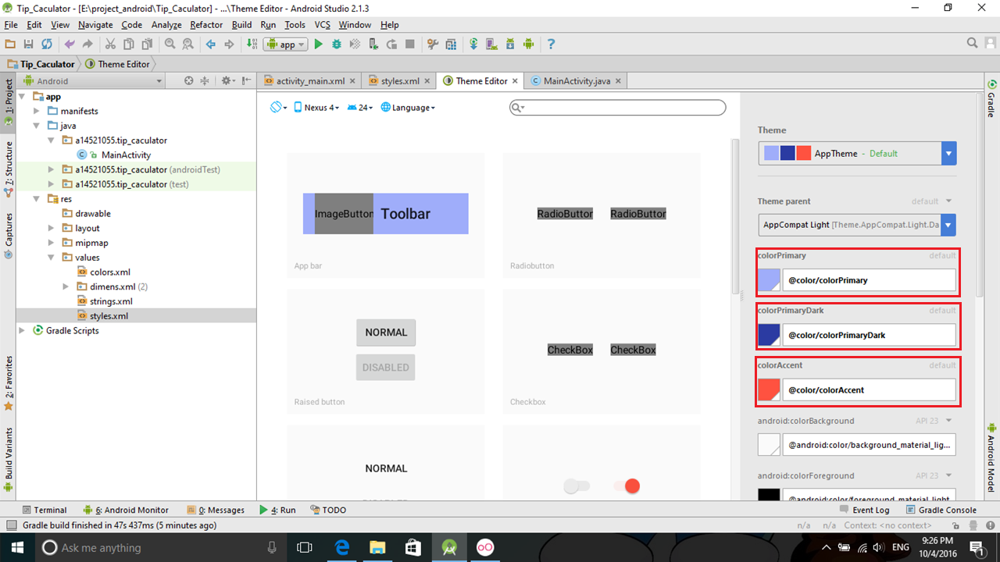 Tip_Caculator - [E:\project_android\Tip_Caculator] - ...\Theme Editor - Android Studio 2.1.3
File Edit View Navigate Code Analyze Refactor Build Run Tools VCS Window Help
app
Tip_Caculator Theme Editor
Android
activity_main.xml styles.xml Theme Editor MainActivity.java
1: Project
7: Structure
Captures
2: Favorites
Build Variants
app
manifests
java
a14521055.tip_caculator
MainActivity
a14521055.tip_caculator (androidTest)
a14521055.tip_caculator (test)
res
drawable
layout
mipmap
values
colors.xml
dimens.xml (2)
strings.xml
styles.xml
Gradle Scripts
Nexus 4 24 Language
ImageButton Toolbar
App bar
RadioButtor RadioButtor
Radiobutton
NORMAL
DISABLED
Raised button
CheckBox CheckBox
Checkbox
NORMAL
DISABLED
Theme
AppTheme - Default
Theme parent default
AppCompat Light [Theme.AppCompat.Light.Da
colorPrimary default
@color/colorPrimary
colorPrimaryDark default
@color/colorPrimaryDark
colorAccent default
@color/colorAccent
android:colorBackground API 23
@android:color/background_material_lig...
android:colorForeground API 23
@android:color/foreground_material_light
Gradle
Android Model
Terminal 6: Android Monitor 0: Messages 4: Run TODO Event Log Gradle Console
Gradle build finished in 47s 437ms (5 minutes ago) n/a n/a Context: <no context>
Ask me anything
ENG
9:26 PM
10/4/2016
1